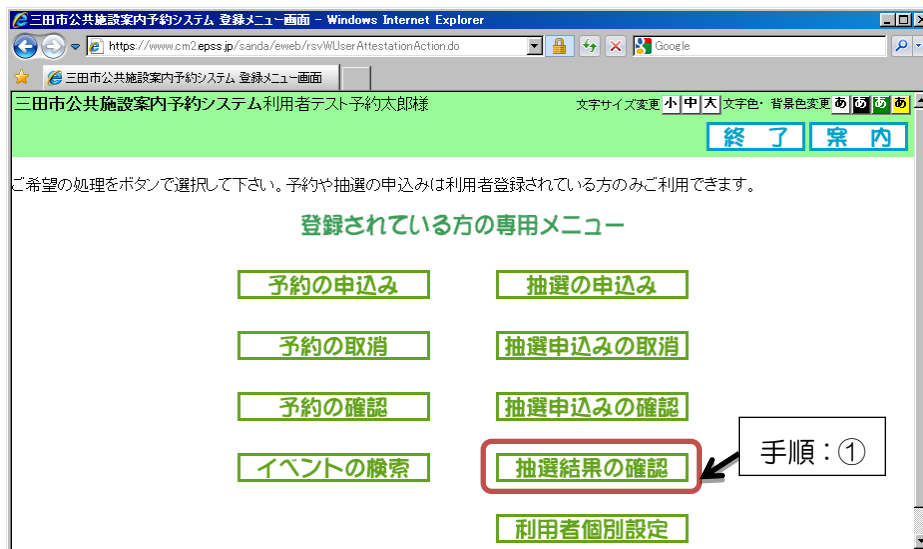 三田市公共施設案内予約システム 登録メニュー画面 - Windows Internet Explorer
https://www.cm2.epss.jp/sanda/eweb/rsvWUserAttestationAction.do
Google
三田市公共施設案内予約システム 登録メニュー画面
三田市公共施設案内予約システム利用者テスト予約太郎様 文字サイズ変更 小 中 大 文字色・背景色変更 あ あ あ あ
終 了 案 内
ご希望の処理をボタンで選択して下さい。予約や抽選の申込みは利用者登録されている方のみご利用できます。
登録されている方の専用メニュー
予約の申込み 抽選の申込み
予約の取消 抽選申込みの取消
予約の確認 抽選申込みの確認
イベントの検索 抽選結果の確認
手順：①
利用者個別設定